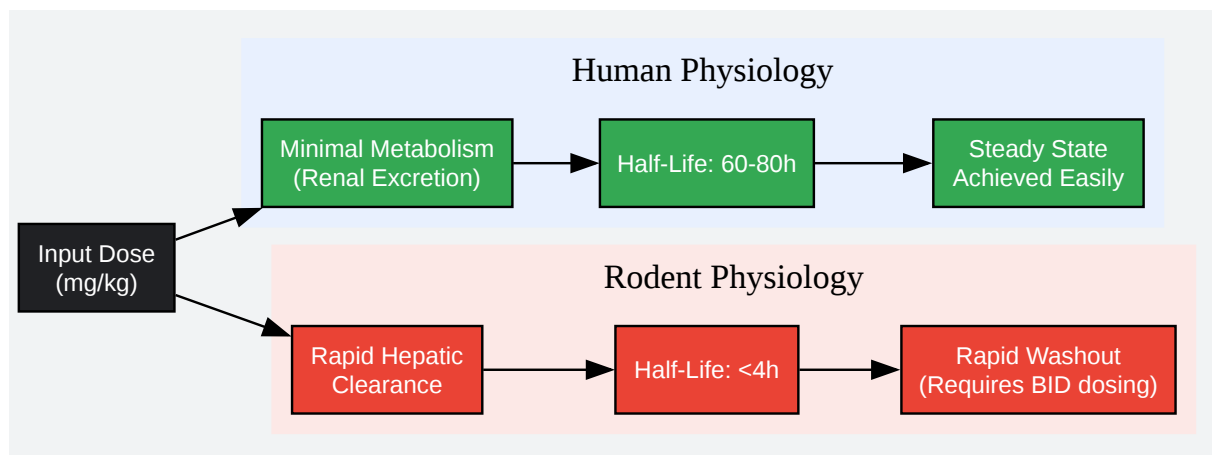 Human Physiology
Minimal Metabolism
(Renal Excretion)
Half-Life: 60-80h
Steady State
Achieved Easily
Input Dose
(mg/kg)
Rodent Physiology
Rapid Hepatic
Clearance
Half-Life: <4h
Rapid Washout
(Requires BID dosing)